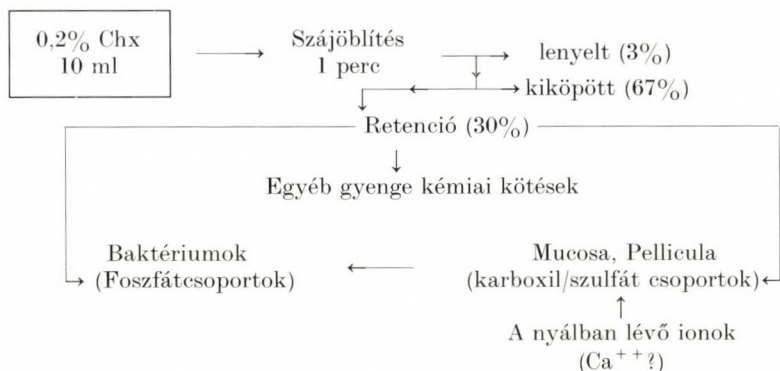 0,2% Chx
10 ml
Szájöblítés
1 perc
lenyelt (3%)
kiköpött (67%)
Retenció (30%)
Egyéb gyenge kémiai kötések
Baktériumok
(Foszfátcsoportok)
Mucosa, Pellicula
(karboxil/szulfát csoportok)
A nyálban lévő ionok
(Ca⁺⁺?)